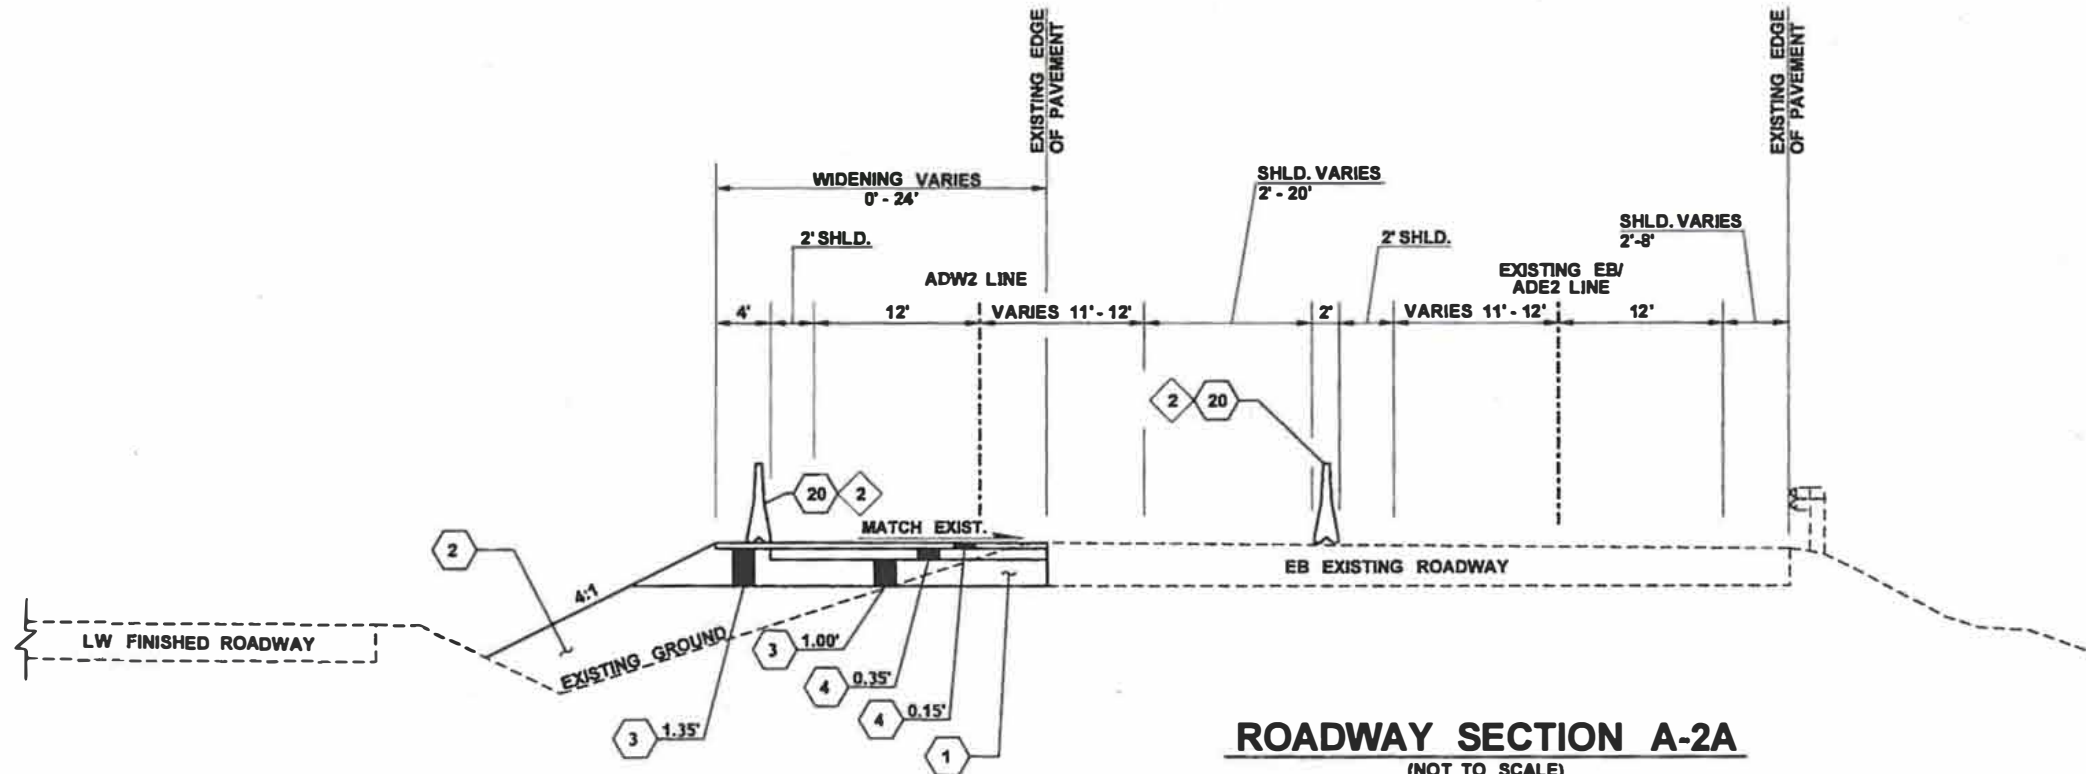 EXISTING EDGE
OF PAVEMENT
EXISTING EDGE
OF PAVEMENT
WIDENING VARIES
0' - 24'
SHLD. VARIES
2' - 20'
SHLD. VARIES
2'-8'
2' SHLD.
2' SHLD.
ADW2 LINE
EXISTING EB/
ADE2 LINE
4'
12'
VARIES 11' - 12'
2'
VARIES 11' - 12'
12'
2
20
20
2
MATCH EXIST.
2
EB EXISTING ROADWAY
4:1
LW FINISHED ROADWAY
EXISTING GROUND
3
1.00'
4
0.35'
4
0.15'
3
1.35'
1
ROADWAY SECTION A-2A
(NOT TO SCALE)